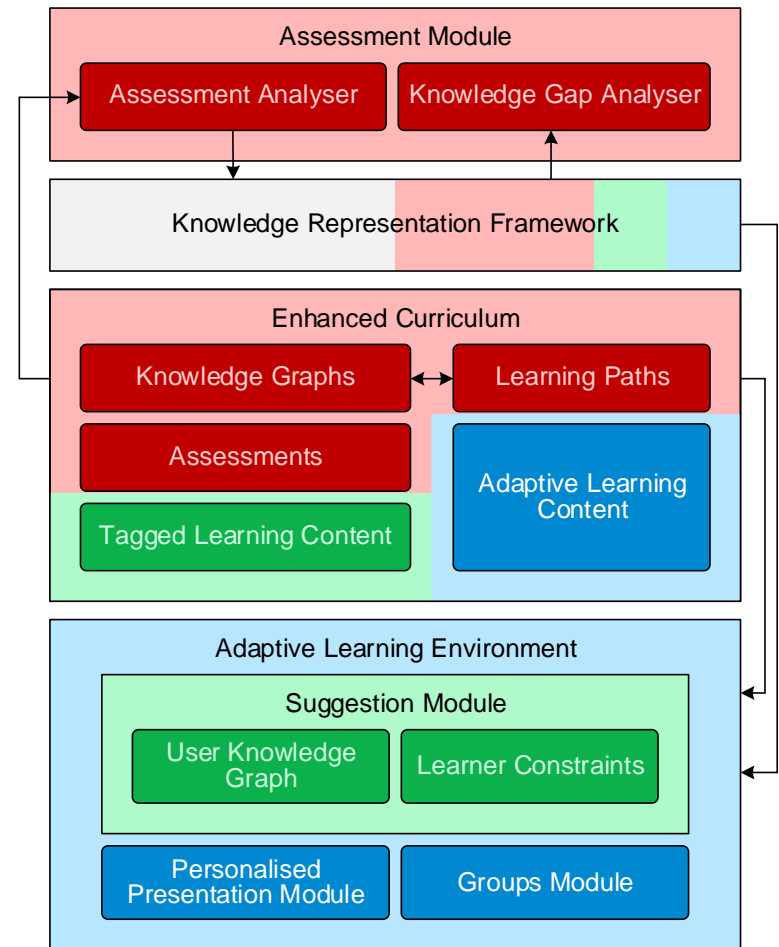 Assessment Module
Assessment Analyser
Knowledge Gap Analyser
Knowledge Representation Framework
Enhanced Curriculum
Knowledge Graphs
Learning Paths
Assessments
Adaptive Learning
Content
Tagged Learning Content
Adaptive Learning Environment
Suggestion Module
User Knowledge
Graph
Learner Constraints
Personalised
Presentation Module
Groups Module